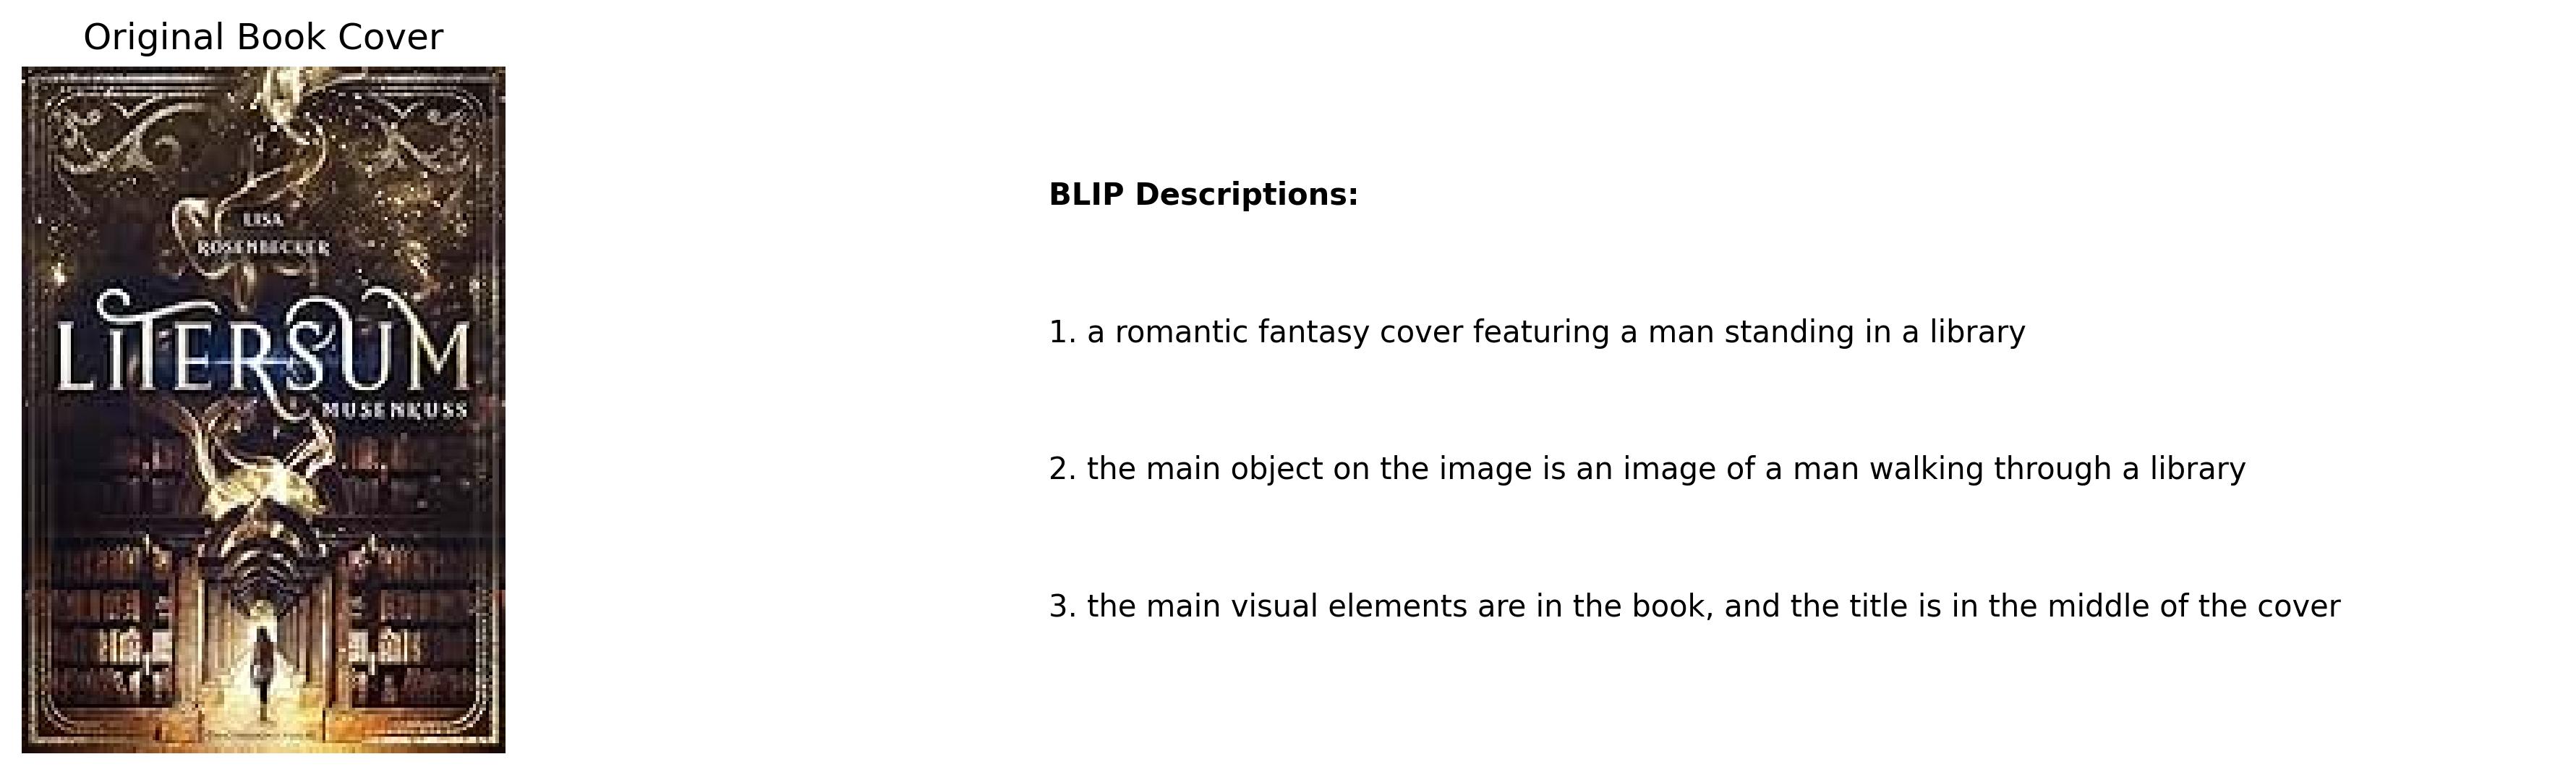 Original Book Cover
LISA
ROSENBECKER
LITERSUM
MUSENKUSS
BLIP Descriptions:
1. a romantic fantasy cover featuring a man standing in a library
2. the main object on the image is an image of a man walking through a library
3. the main visual elements are in the book, and the title is in the middle of the cover